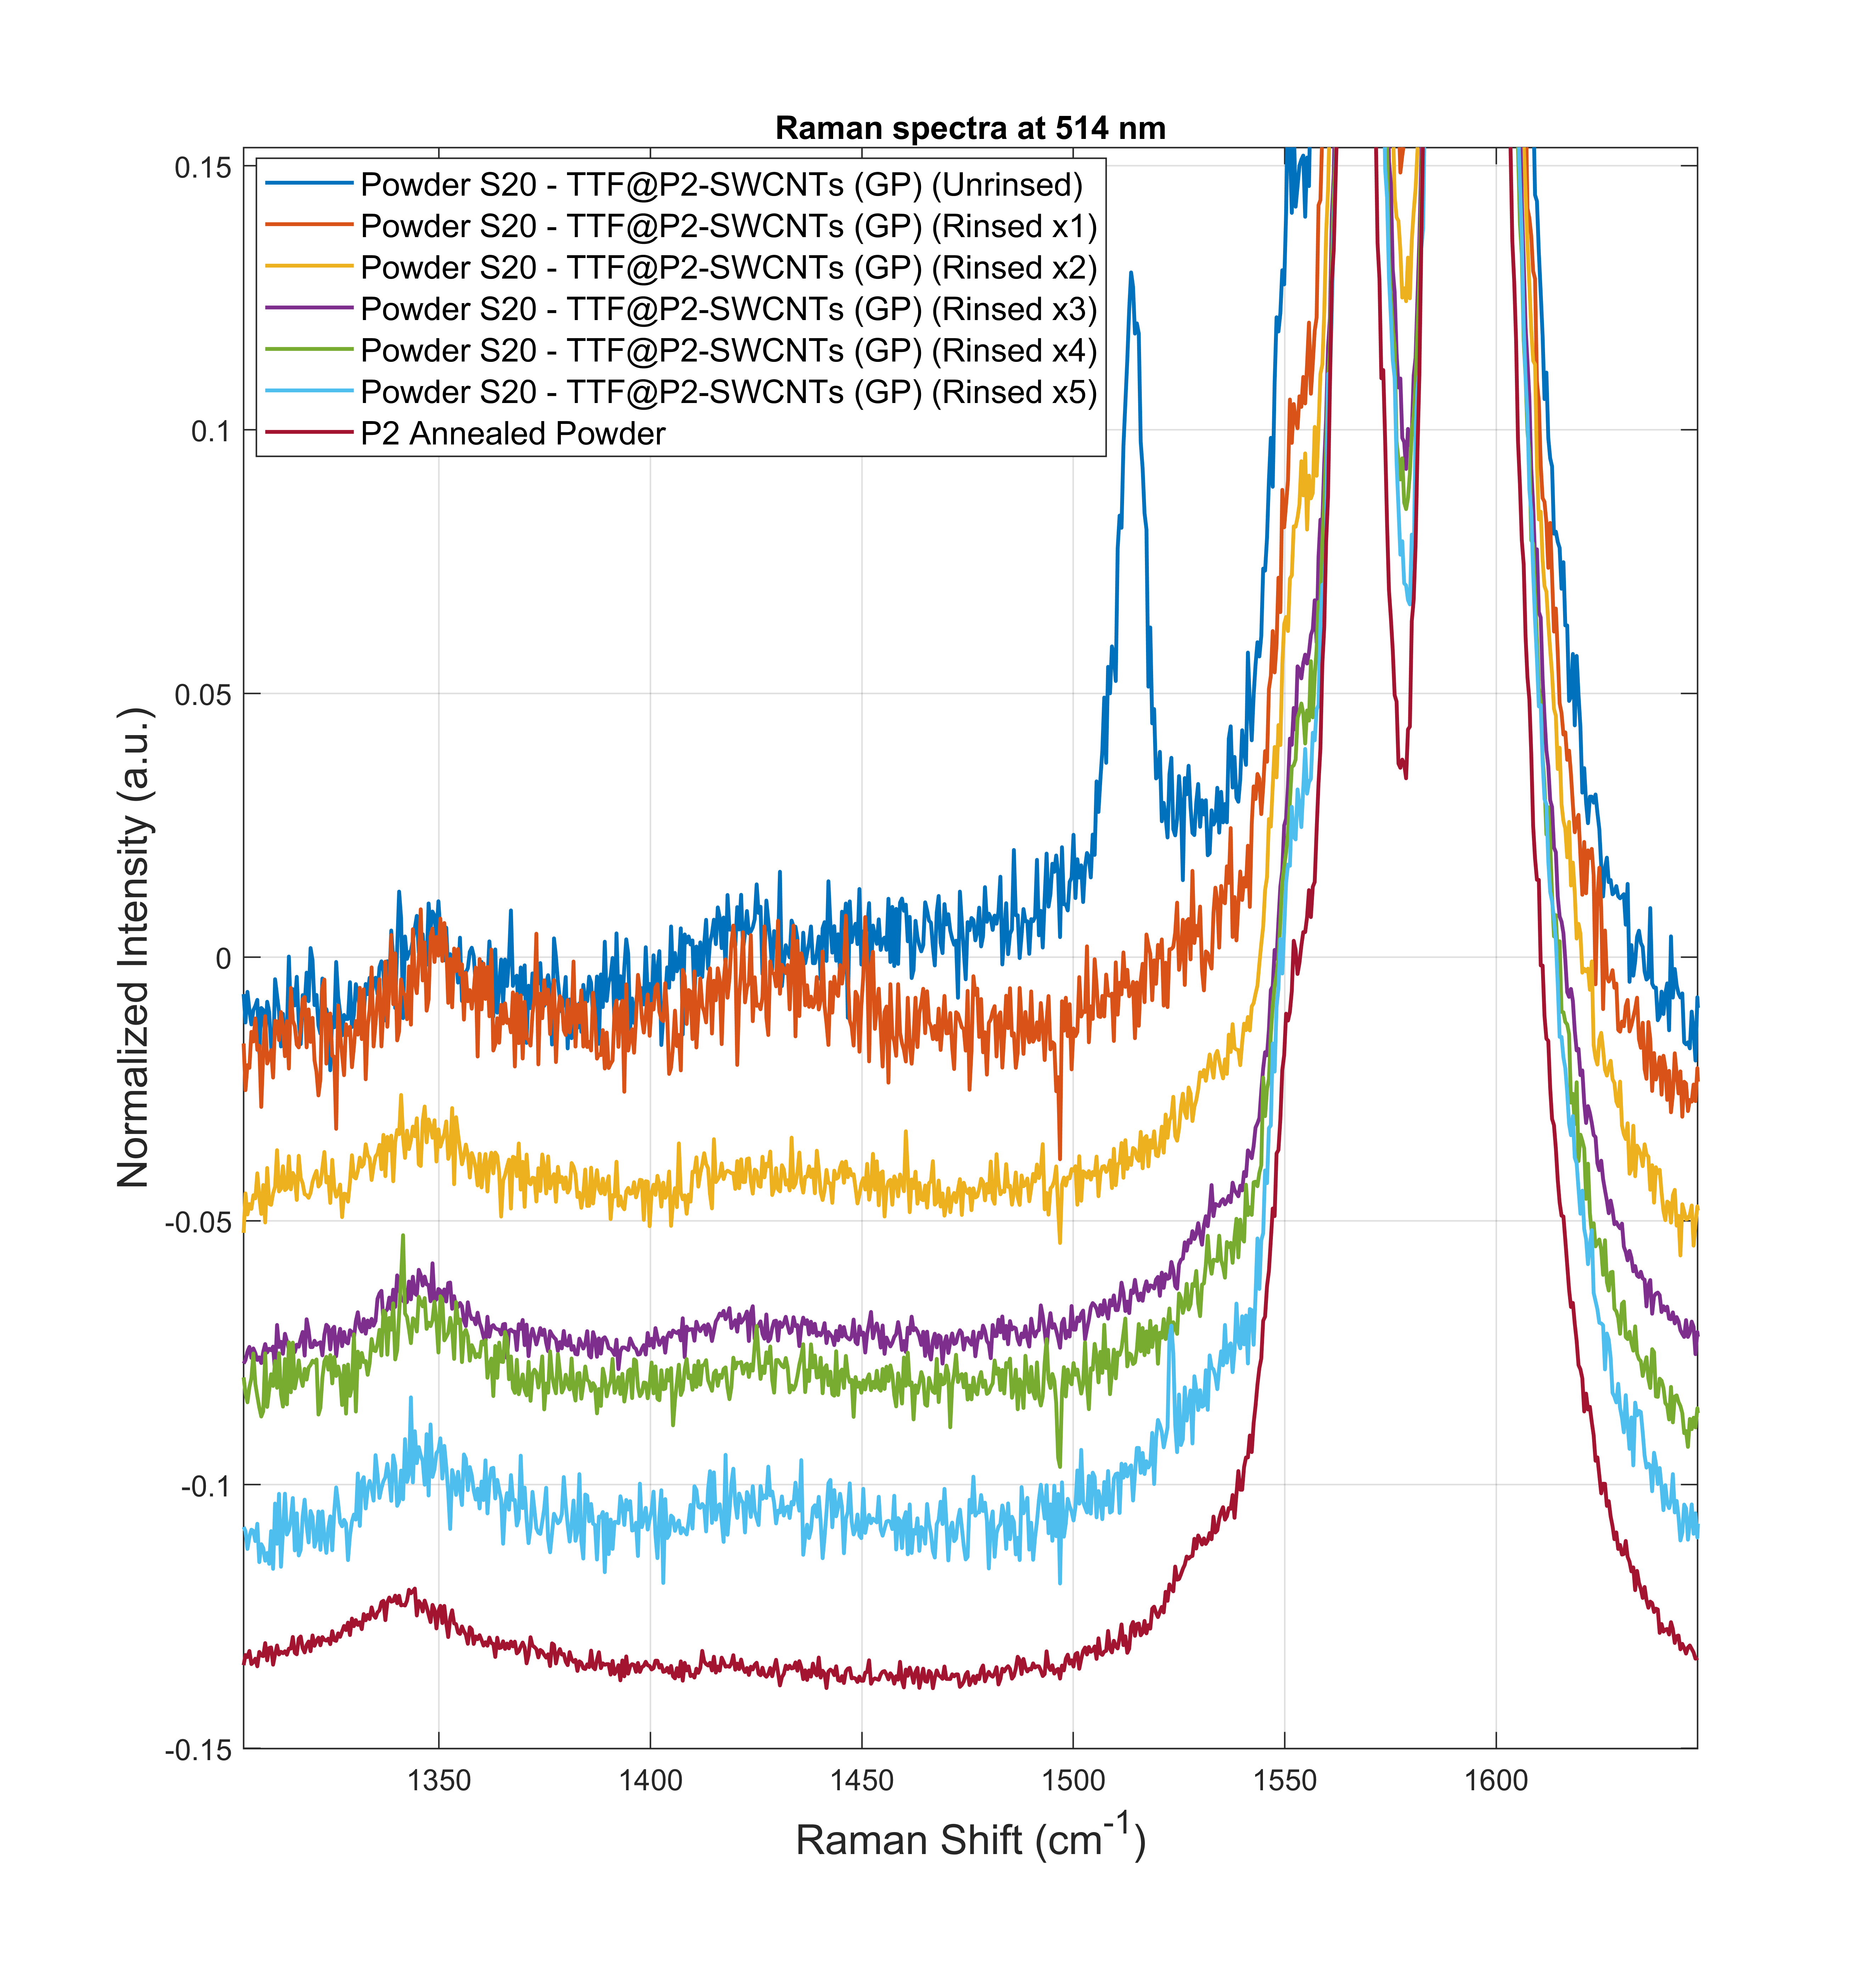 Raman spectra at 514 nm
Powder S20 - TTF@P2-SWCNTs (GP) (Unrinsed)
Powder S20 - TTF@P2-SWCNTs (GP) (Rinsed x1)
Powder S20 - TTF@P2-SWCNTs (GP) (Rinsed x2)
Powder S20 - TTF@P2-SWCNTs (GP) (Rinsed x3)
Powder S20 - TTF@P2-SWCNTs (GP) (Rinsed x4)
Powder S20 - TTF@P2-SWCNTs (GP) (Rinsed x5)
P2 Annealed Powder
Normalized Intensity (a.u.)
0.15
0.1
0.05
0
-0.05
-0.1
-0.15
1350 1400 1450 1500 1550 1600
Raman Shift (cm⁻¹)